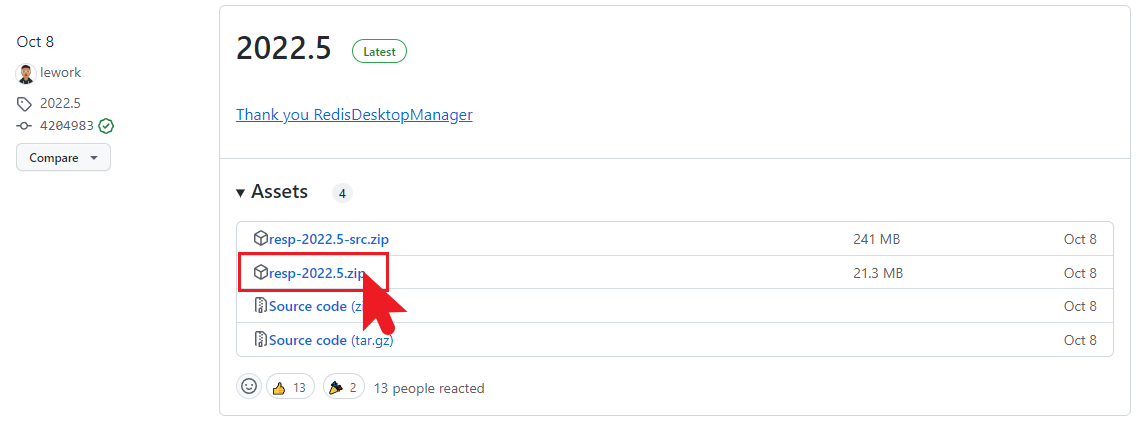 Oct 8
lework
2022.5
4204983
Compare
2022.5 Latest
Thank you RedisDesktopManager
Assets 4
resp-2022.5-src.zip 241 MB Oct 8
resp-2022.5.zip 21.3 MB Oct 8
Source code Oct 8
Source code (tar.gz) Oct 8
13 2 13 people reacted